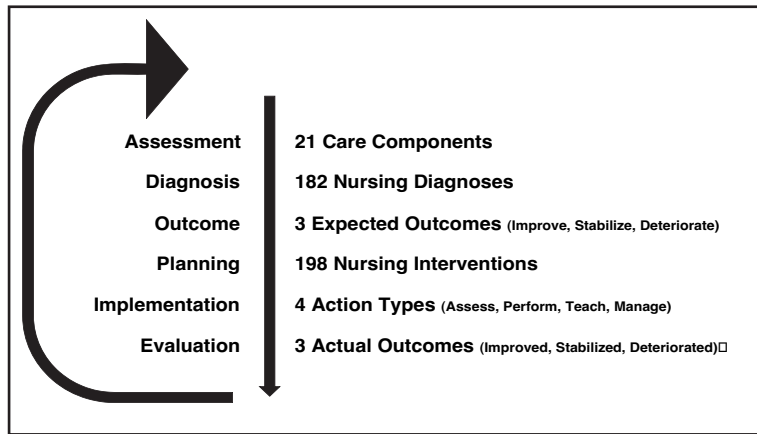 Assessment 21 Care Components
Diagnosis 182 Nursing Diagnoses
Outcome 3 Expected Outcomes (Improve, Stabilize, Deteriorate)
Planning 198 Nursing Interventions
Implementation 4 Action Types (Assess, Perform, Teach, Manage)
Evaluation 3 Actual Outcomes (Improved, Stabilized, Deteriorated)□